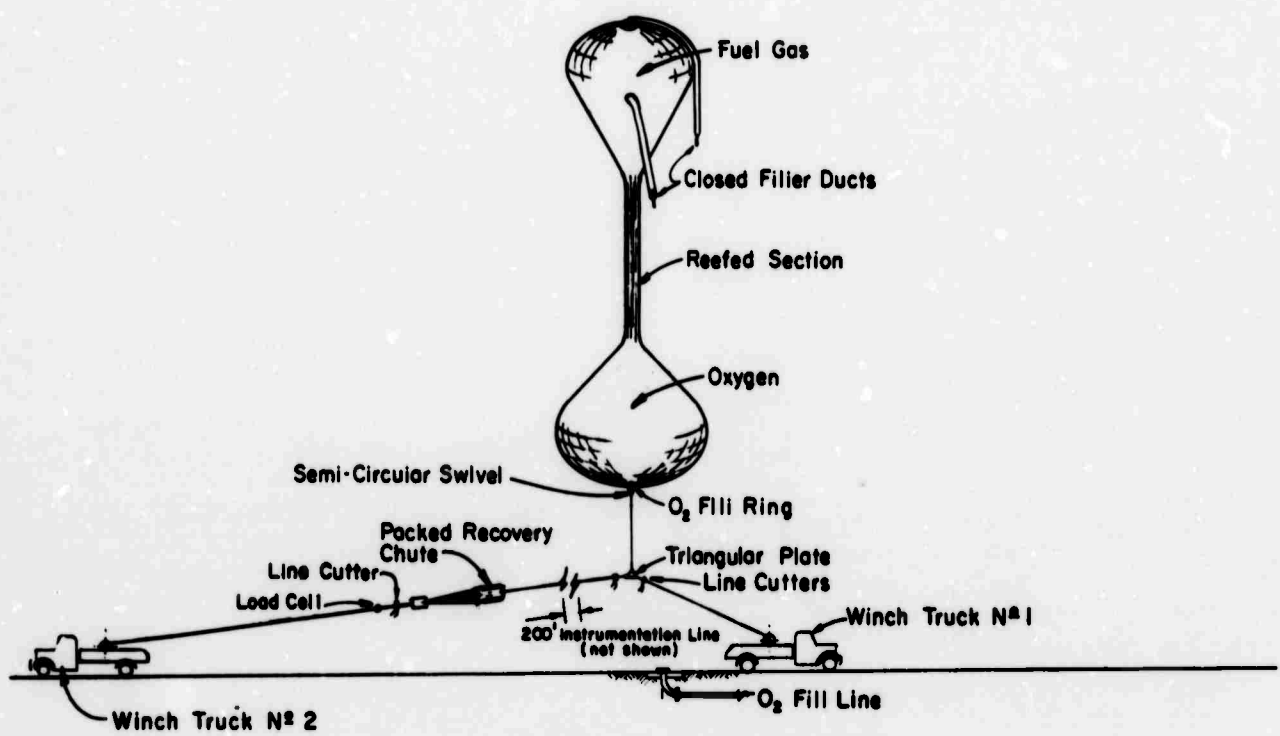 Fuel Gas
Closed Filler Ducts
Reefed Section
Oxygen
Semi-Circular Swivel
O₂ Fill Ring
Packed Recovery
Chute
Triangular Plate
Line Cutter
Line Cutters
Load Cell
Winch Truck Nº 1
200' Instrumentation Line
(not shown)
O₂ Fill Line
Winch Truck Nº 2